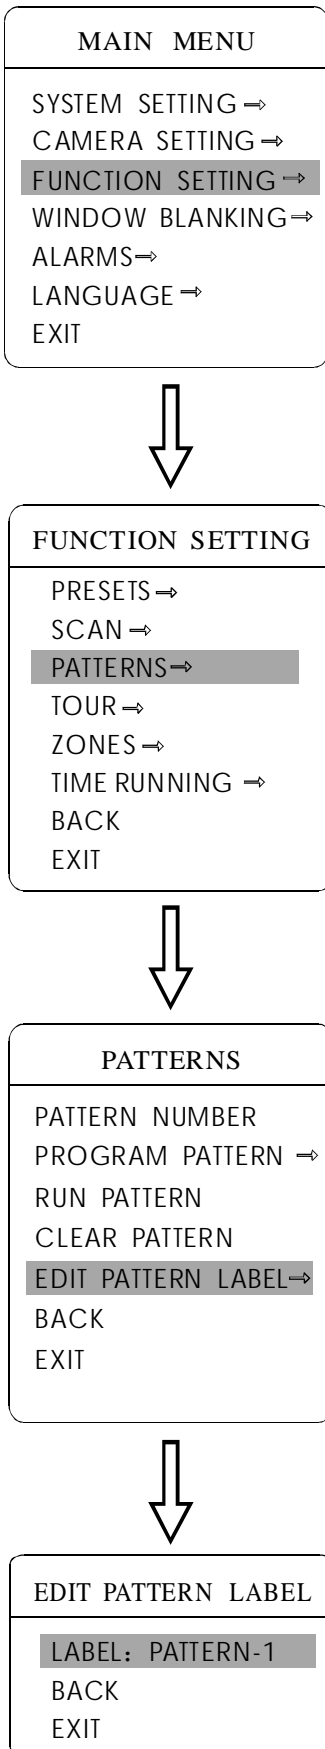 MAIN MENU
SYSTEM SETTING ⇒
CAMERA SETTING ⇒
FUNCTION SETTING ⇒
WINDOW BLANKING⇒
ALARMS⇒
LANGUAGE ⇒
EXIT
FUNCTION SETTING
PRESETS⇒
SCAN ⇒
PATTERNS⇒
TOUR ⇒
ZONES ⇒
TIME RUNNING ⇒
BACK
EXIT
PATTERNS
PATTERN NUMBER
PROGRAM PATTERN ⇒
RUN PATTERN
CLEAR PATTERN
EDIT PATTERN LABEL⇒
BACK
EXIT
EDIT PATTERN LABEL
LABEL：PATTERN-1
BACK
EXIT